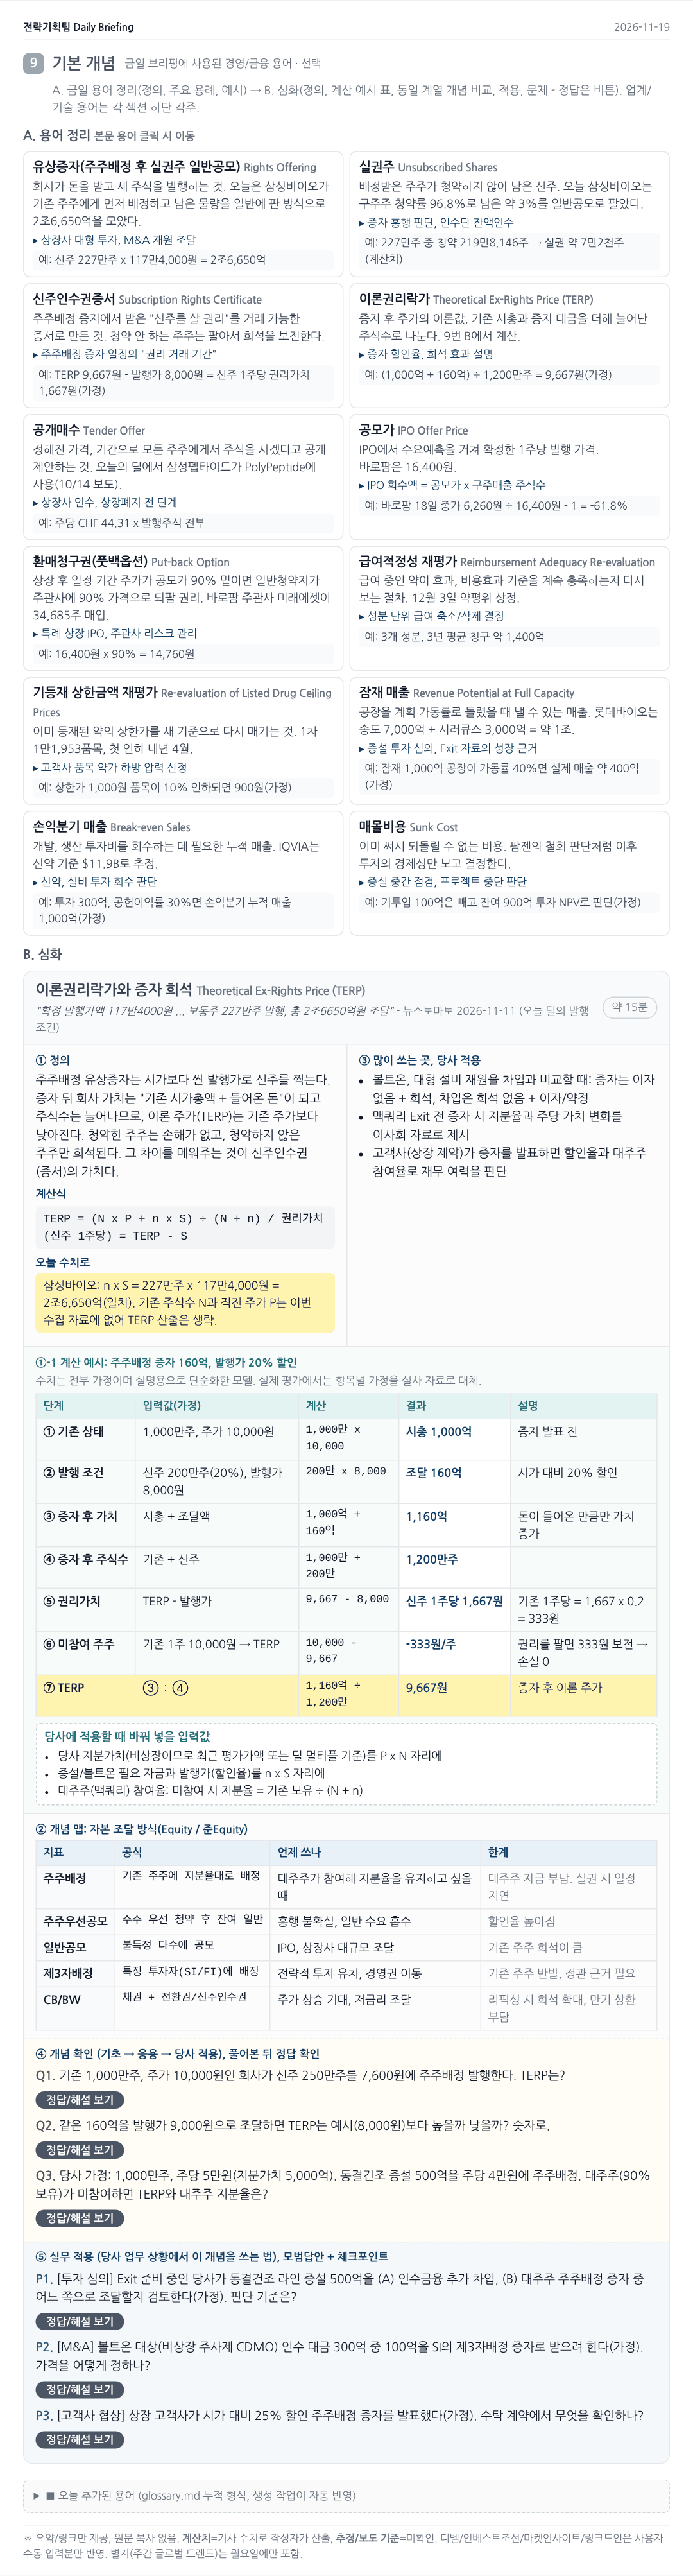 전략기획팀 Daily Briefing
2026-11-19
9 기본 개념 금일 브리핑에 사용된 경영/금융 용어 · 선택
A. 금일 용어 정리(정의, 주요 용례, 예시) → B. 심화(정의, 계산 예시 표, 동일 계열 개념 비교, 적용, 문제 - 정답은 버튼). 업계/
기술 용어는 각 섹션 하단 각주.
A. 용어 정리 본문 용어 클릭 시 이동
유상증자(주주배정 후 실권주 일반공모) Rights Offering
회사가 돈을 받고 새 주식을 발행하는 것. 오늘은 삼성바이오가
기존 주주에게 먼저 배정하고 남은 물량을 일반에 판 방식으로
2조6,650억을 모았다.
▸ 상장사 대형 투자, M&A 재원 조달
예: 신주 227만주 x 117만4,000원 = 2조6,650억
실권주 Unsubscribed Shares
배정받은 주주가 청약하지 않아 남은 신주. 오늘 삼성바이오는
구주주 청약률 96.8%로 남은 약 3%를 일반공모로 팔았다.
▸ 증자 흥행 판단, 인수단 잔액인수
예: 227만주 중 청약 219만8,146주 → 실권 약 7만2천주
(계산치)
신주인수권증서 Subscription Rights Certificate
주주배정 증자에서 받은 "신주를 살 권리"를 거래 가능한
증서로 만든 것. 청약 안 하는 주주는 팔아서 희석을 보전한다.
▸ 주주배정 증자 일정의 "권리 거래 기간"
예: TERP 9,667원 - 발행가 8,000원 = 신주 1주당 권리가치
1,667원(가정)
이론권리락가 Theoretical Ex-Rights Price (TERP)
증자 후 주가의 이론값. 기존 시총과 증자 대금을 더해 늘어난
주식수로 나눈다. 9번 B에서 계산.
▸ 증자 할인율, 희석 효과 설명
예: (1,000억 + 160억) ÷ 1,200만주 = 9,667원(가정)
공개매수 Tender Offer
정해진 가격, 기간으로 모든 주주에게서 주식을 사겠다고 공개
제안하는 것. 오늘의 딜에서 삼성펩타이드가 PolyPeptide에
사용(10/14 보도).
▸ 상장사 인수, 상장폐지 전 단계
예: 주당 CHF 44.31 x 발행주식 전부
공모가 IPO Offer Price
IPO에서 수요예측을 거쳐 확정한 1주당 발행 가격.
바로팜은 16,400원.
▸ IPO 회수액 = 공모가 x 구주매출 주식수
예: 바로팜 18일 종가 6,260원 ÷ 16,400원 - 1 = -61.8%
환매청구권(풋백옵션) Put-back Option
상장 후 일정 기간 주가가 공모가 90% 밑이면 일반청약자가
주관사에 90% 가격으로 되팔 권리. 바로팜 주관사 미래에셋이
34,685주 매입.
▸ 특례 상장 IPO, 주관사 리스크 관리
예: 16,400원 x 90% = 14,760원
급여적정성 재평가 Reimbursement Adequacy Re-evaluation
급여 중인 약이 효과, 비용효과 기준을 계속 충족하는지 다시
보는 절차. 12월 3일 약평위 상정.
▸ 성분 단위 급여 축소/삭제 결정
예: 3개 성분, 3년 평균 청구 약 1,400억
기등재 상한금액 재평가 Re-evaluation of Listed Drug Ceiling
Prices
이미 등재된 약의 상한가를 새 기준으로 다시 매기는 것. 1차
1만1,953품목, 첫 인하 내년 4월.
▸ 고객사 품목 약가 하방 압력 산정
예: 상한가 1,000원 품목이 10% 인하되면 900원(가정)
잠재 매출 Revenue Potential at Full Capacity
공장을 계획 가동률로 돌렸을 때 낼 수 있는 매출. 롯데바이오는
송도 7,000억 + 시러큐스 3,000억 = 약 1조.
▸ 증설 투자 심의, Exit 자료의 성장 근거
예: 잠재 1,000억 공장이 가동률 40%면 실제 매출 약 400억
(가정)
손익분기 매출 Break-even Sales
개발, 생산 투자비를 회수하는 데 필요한 누적 매출. IQVIA는
신약 기준 $11.9B로 추정.
▸ 신약, 설비 투자 회수 판단
예: 투자 300억, 공헌이익률 30%면 손익분기 누적 매출
1,000억(가정)
매몰비용 Sunk Cost
이미 써서 되돌릴 수 없는 비용. 팜젠의 철회 판단처럼 이후
투자의 경제성만 보고 결정한다.
▸ 증설 중간 점검, 프로젝트 중단 판단
예: 기투입 100억은 빼고 잔여 900억 투자 NPV로 판단(가정)
B. 심화
이론권리락가와 증자 희석 Theoretical Ex-Rights Price (TERP)
"확정 발행가액 117만4000원 ... 보통주 227만주 발행, 총 2조6650억원 조달" - 뉴스토마토 2026-11-11 (오늘 딜의 발행
조건)
약 15분
① 정의
주주배정 유상증자는 시가보다 싼 발행가로 신주를 찍는다.
증자 뒤 회사 가치는 "기존 시가총액 + 들어온 돈"이 되고
주식수는 늘어나므로, 이론 주가(TERP)는 기존 주가보다
낮아진다. 청약한 주주는 손해가 없고, 청약하지 않은
주주만 희석된다. 그 차이를 메워주는 것이 신주인수권
(증서)의 가치다.
계산식
TERP = (N x P + n x S) ÷ (N + n) / 권리가치
(신주 1주당) = TERP - S
오늘 수치로
삼성바이오: n x S = 227만주 x 117만4,000원 =
2조6,650억(일치). 기존 주식수 N과 직전 주가 P는 이번
수집 자료에 없어 TERP 산출은 생략.
③ 많이 쓰는 곳, 당사 적용
• 볼트온, 대형 설비 재원을 차입과 비교할 때: 증자는 이자
없음 + 희석, 차입은 희석 없음 + 이자/약정
• 맥쿼리 Exit 전 증자 시 지분율과 주당 가치 변화를
이사회 자료로 제시
• 고객사(상장 제약)가 증자를 발표하면 할인율과 대주주
참여율로 재무 여력을 판단
①-1 계산 예시: 주주배정 증자 160억, 발행가 20% 할인
수치는 전부 가정이며 설명용으로 단순화한 모델. 실제 평가에서는 항목별 가정을 실사 자료로 대체.
단계 입력값(가정) 계산 결과 설명
① 기존 상태 1,000만주, 주가 10,000원 1,000만 x 10,000 시총 1,000억 증자 발표 전
② 발행 조건 신주 200만주(20%), 발행가 8,000원 200만 x 8,000 조달 160억 시가 대비 20% 할인
③ 증자 후 가치 시총 + 조달액 1,000억 + 160억 1,160억 돈이 들어온 만큼만 가치 증가
④ 증자 후 주식수 기존 + 신주 1,000만 + 200만 1,200만주
⑤ 권리가치 TERP - 발행가 9,667 - 8,000 신주 1주당 1,667원 기존 1주당 = 1,667 x 0.2 = 333원
⑥ 미참여 주주 기존 1주 10,000원 → TERP 10,000 - 9,667 -333원/주 권리를 팔면 333원 보전 → 손실 0
⑦ TERP ③ ÷ ④ 1,160억 ÷ 1,200만 9,667원 증자 후 이론 주가
당사에 적용할 때 바꿔 넣을 입력값
• 당사 지분가치(비상장이므로 최근 평가가액 또는 딜 멀티플 기준)를 P x N 자리에
• 증설/볼트온 필요 자금과 발행가(할인율)를 n x S 자리에
• 대주주(맥쿼리) 참여율: 미참여 시 지분율 = 기존 보유 ÷ (N + n)
② 개념 맵: 자본 조달 방식(Equity / 준Equity)
지표 공식 언제 쓰나 한계
주주배정 기존 주주에 지분율대로 배정 대주주가 참여해 지분율을 유지하고 싶을 때 대주주 자금 부담. 실권 시 일정 지연
주주우선공모 주주 우선 청약 후 잔여 일반 흥행 불확실, 일반 수요 흡수 할인율 높아짐
일반공모 불특정 다수에 공모 IPO, 상장사 대규모 조달 기존 주주 희석이 큼
제3자배정 특정 투자자(SI/FI)에 배정 전략적 투자 유치, 경영권 이동 기존 주주 반발, 정관 근거 필요
CB/BW 채권 + 전환권/신주인수권 주가 상승 기대, 저금리 조달 리픽싱 시 희석 확대, 만기 상환 부담
④ 개념 확인 (기초 → 응용 → 당사 적용), 풀어본 뒤 정답 확인
Q1. 기존 1,000만주, 주가 10,000원인 회사가 신주 250만주를 7,600원에 주주배정 발행한다. TERP는?
정답/해설 보기
Q2. 같은 160억을 발행가 9,000원으로 조달하면 TERP는 예시(8,000원)보다 높을까 낮을까? 숫자로.
정답/해설 보기
Q3. 당사 가정: 1,000만주, 주당 5만원(지분가치 5,000억). 동결건조 증설 500억을 주당 4만원에 주주배정. 대주주(90%
보유)가 미참여하면 TERP와 대주주 지분율은?
정답/해설 보기
⑤ 실무 적용 (당사 업무 상황에서 이 개념을 쓰는 법), 모범답안 + 체크포인트
P1. [투자 심의] Exit 준비 중인 당사가 동결건조 라인 증설 500억을 (A) 인수금융 추가 차입, (B) 대주주 주주배정 증자 중
어느 쪽으로 조달할지 검토한다(가정). 판단 기준은?
정답/해설 보기
P2. [M&A] 볼트온 대상(비상장 주사제 CDMO) 인수 대금 300억 중 100억을 SI의 제3자배정 증자로 받으려 한다(가정).
가격을 어떻게 정하나?
정답/해설 보기
P3. [고객사 협상] 상장 고객사가 시가 대비 25% 할인 주주배정 증자를 발표했다(가정). 수탁 계약에서 무엇을 확인하나?
정답/해설 보기
▶ ■ 오늘 추가된 용어 (glossary.md 누적 형식, 생성 작업이 자동 반영)
※ 요약/링크만 제공, 원문 복사 없음. 계산치=기사 수치로 작성자가 산출, 추정/보도 기준=미확인. 더벨/인베스트조선/마켓인사이트/링크드인은 사용자
수동 입력분만 반영. 별지(주간 글로벌 트렌드)는 월요일에만 포함.